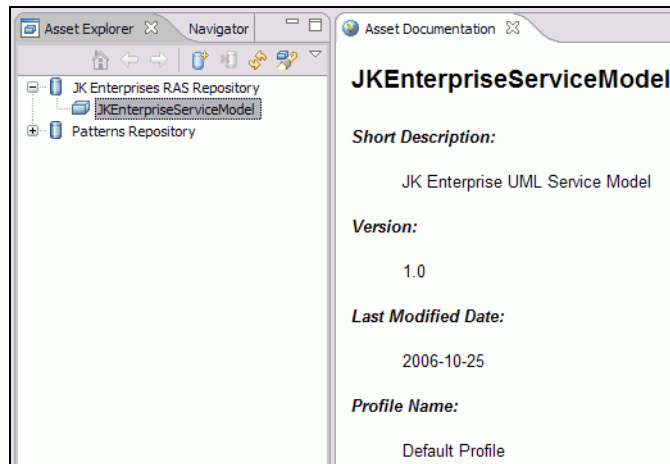 Asset Explorer
Navigator
JK Enterprises RAS Repository
JKEnterpriseServiceModel
Patterns Repository
Asset Documentation
JKEnterpriseServiceModel
Short Description:
JK Enterprise UML Service Model
Version:
1.0
Last Modified Date:
2006-10-25
Profile Name:
Default Profile